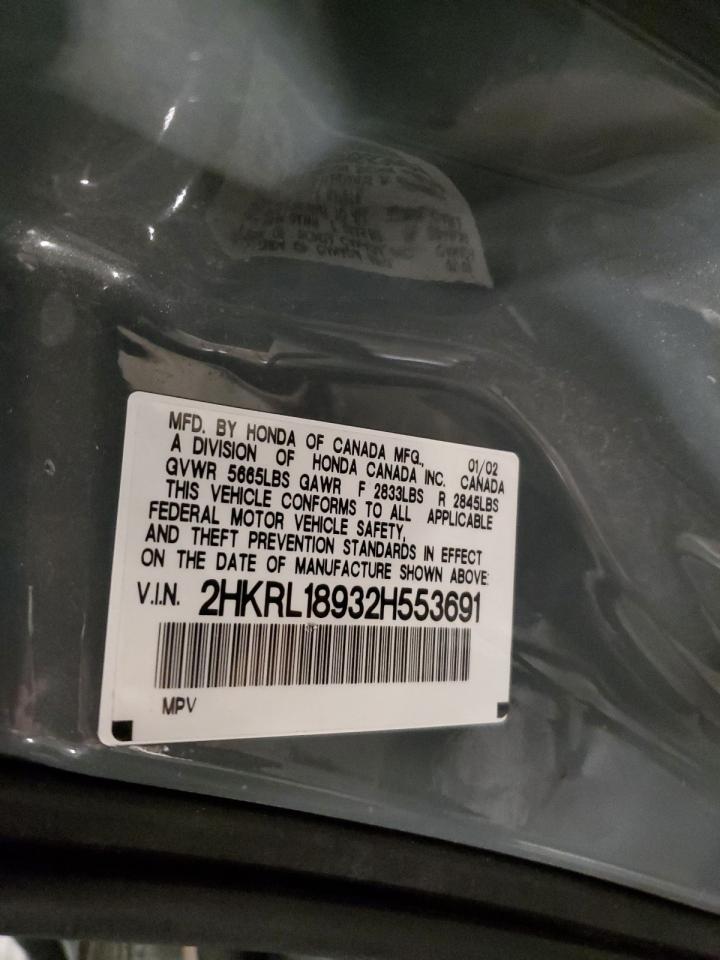 MFD. BY HONDA OF CANADA MFG., 01/02
A DIVISION OF HONDA CANADA INC. CANADA
GVWR 5665LBS GAWR F 2833LBS R 2845LBS
THIS VEHICLE CONFORMS TO ALL APPLICABLE
FEDERAL MOTOR VEHICLE SAFETY,
AND THEFT PREVENTION STANDARDS IN EFFECT
ON THE DATE OF MANUFACTURE SHOWN ABOVE.
V.I.N. 2HKRL18932H553691
MPV